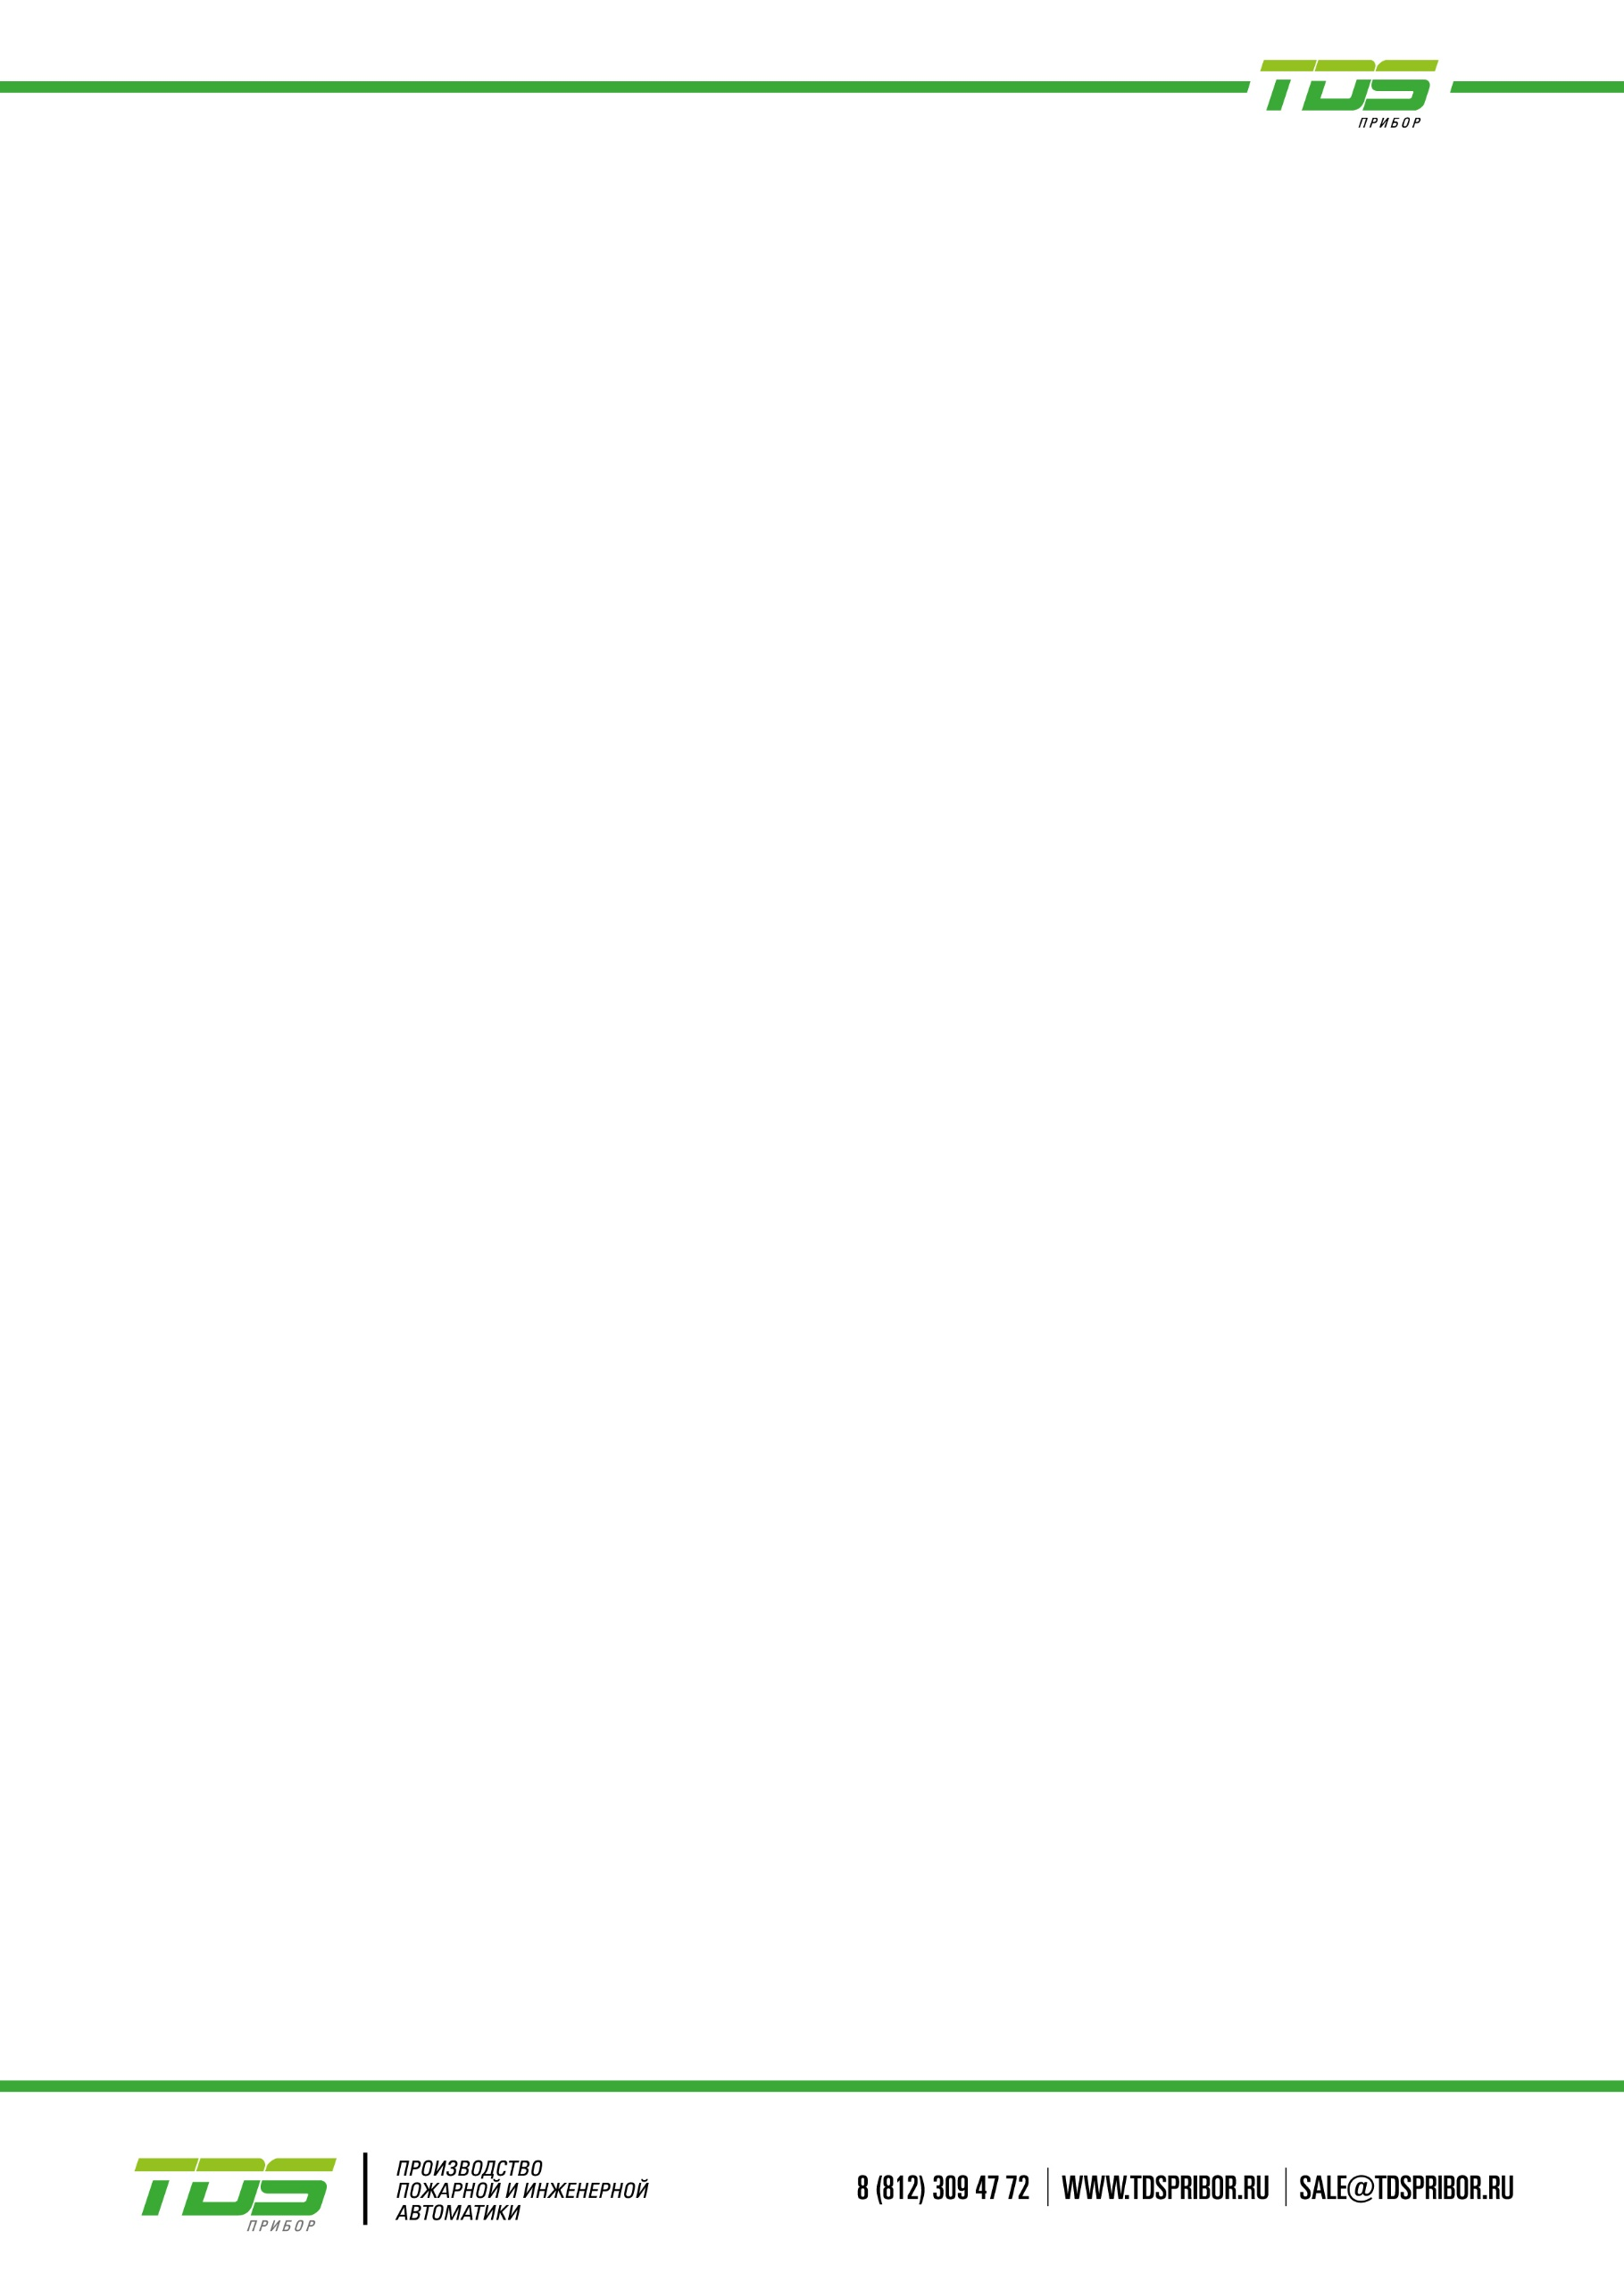 TDS
ПРИБОР
TDS
ПРИБОР
ПРОИЗВОДСТВО
ПОЖАРНОЙ И ИНЖЕНЕРНОЙ
АВТОМАТИКИ
8 (812) 309 47 72
WWW.TDSPRIBOR.RU
SALE@TDSPRIBOR.RU